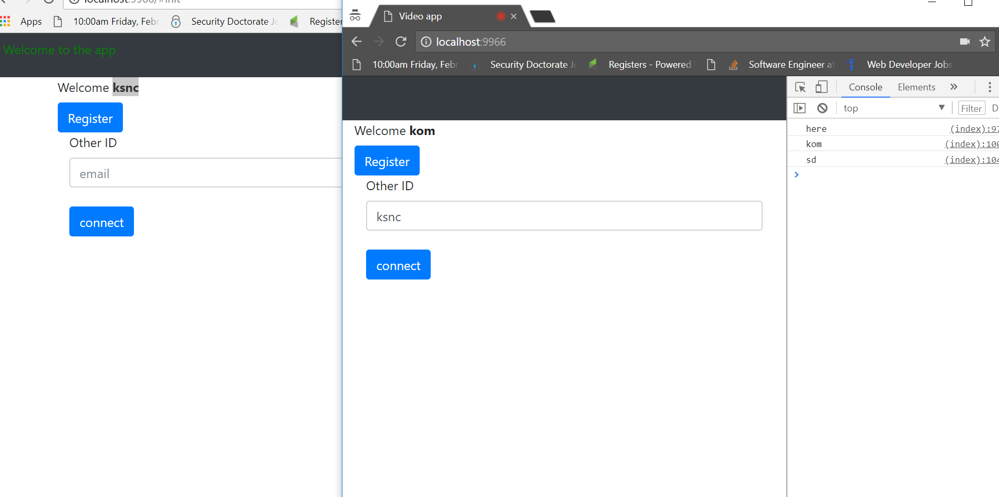 localhost:9966/#init
Apps
10:00am Friday, Feb
Security Doctorate
Register
Welcome to the app
Welcome ksnc
Register
Other ID
email
connect
Video app
localhost:9966
10:00am Friday, Feb
Security Doctorate
Registers - Powered
Software Engineer at
Web Developer Jobs
Welcome kom
Register
Other ID
ksnc
connect
Console
Elements
»
top
Filter
D
here
(index):97
kom
(index):100
sd
(index):104